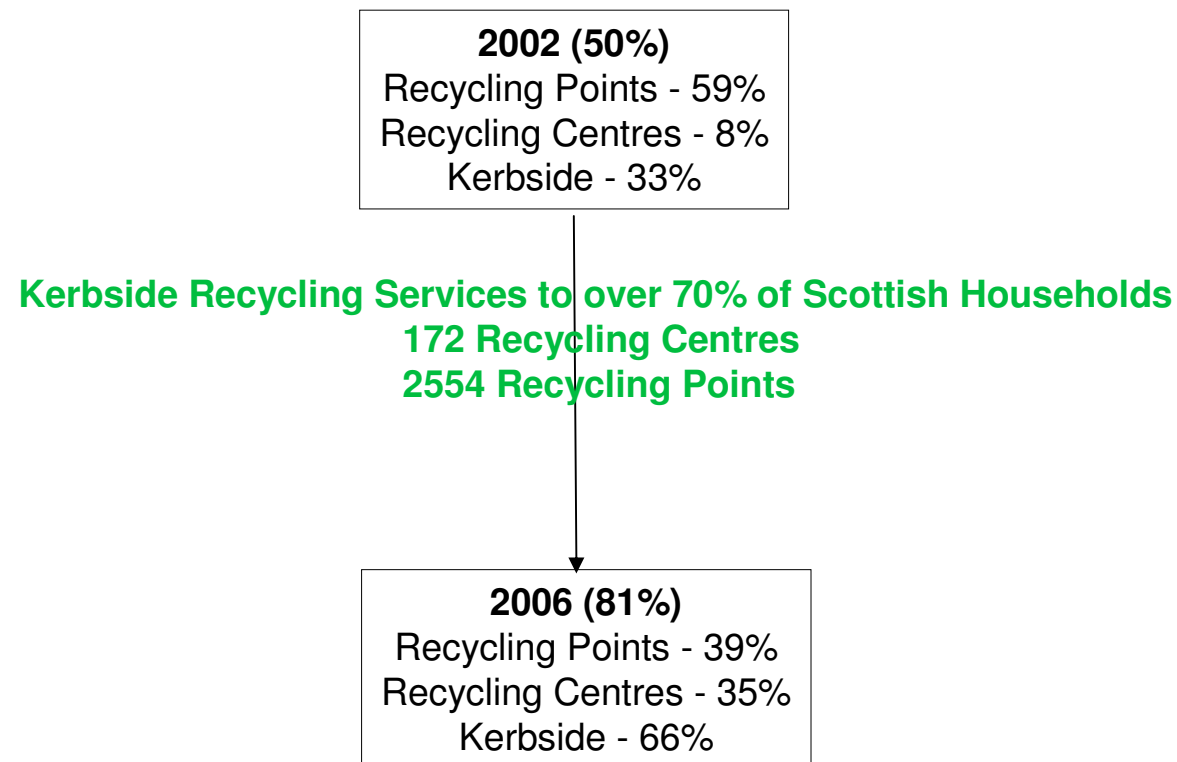 2002 (50%)
Recycling Points - 59%
Recycling Centres - 8%
Kerbside - 33%
Kerbside Recycling Services to over 70% of Scottish Households
172 Recycling Centres
2554 Recycling Points
2006 (81%)
Recycling Points - 39%
Recycling Centres - 35%
Kerbside - 66%